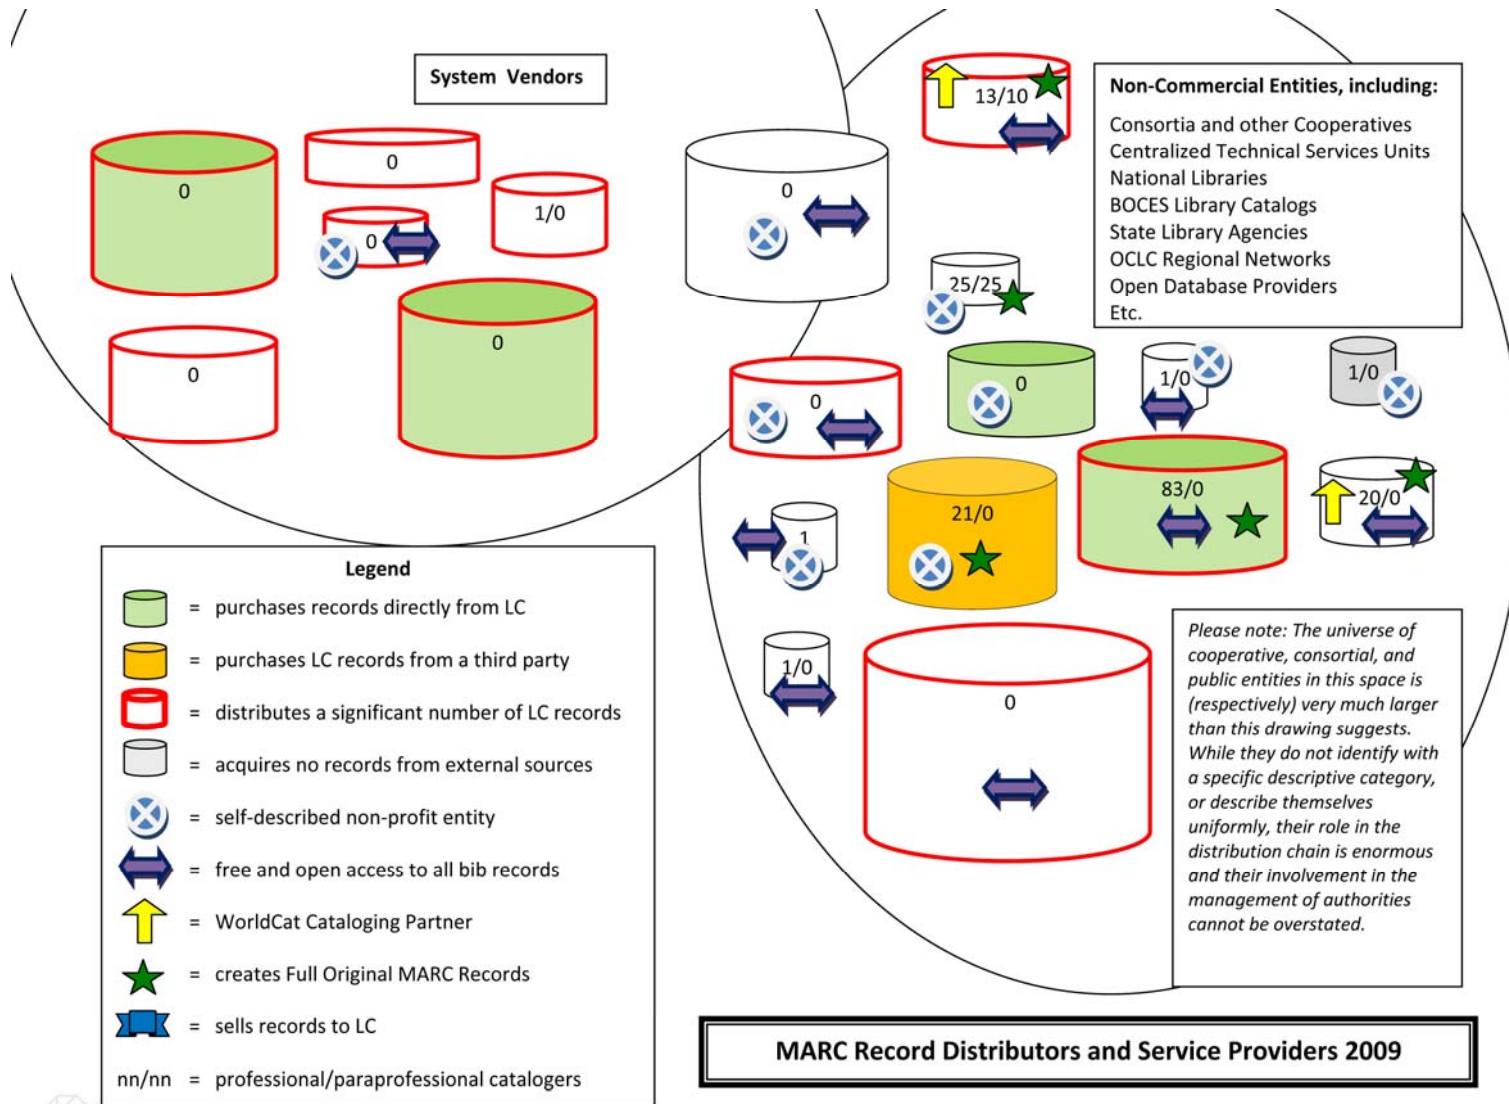 System Vendors
0
0
1/0
0
0
0
0
13/10
Non-Commercial Entities, including:
Consortia and other Cooperatives
Centralized Technical Services Units
National Libraries
BOCES Library Catalogs
State Library Agencies
OCLC Regional Networks
Open Database Providers
Etc.
0
25/25
0
0
1/0
1/0
83/0
20/0
21/0
1
1/0
0
Legend
= purchases records directly from LC
= purchases LC records from a third party
= distributes a significant number of LC records
= acquires no records from external sources
= self-described non-profit entity
= free and open access to all bib records
= WorldCat Cataloging Partner
= creates Full Original MARC Records
= sells records to LC
nn/nn = professional/paraprofessional catalogers
Please note: The universe of
cooperative, consortial, and
public entities in this space is
(respectively) very much larger
than this drawing suggests.
While they do not identify with
a specific descriptive category,
or describe themselves
uniformly, their role in the
distribution chain is enormous
and their involvement in the
management of authorities
cannot be overstated.
MARC Record Distributors and Service Providers 2009